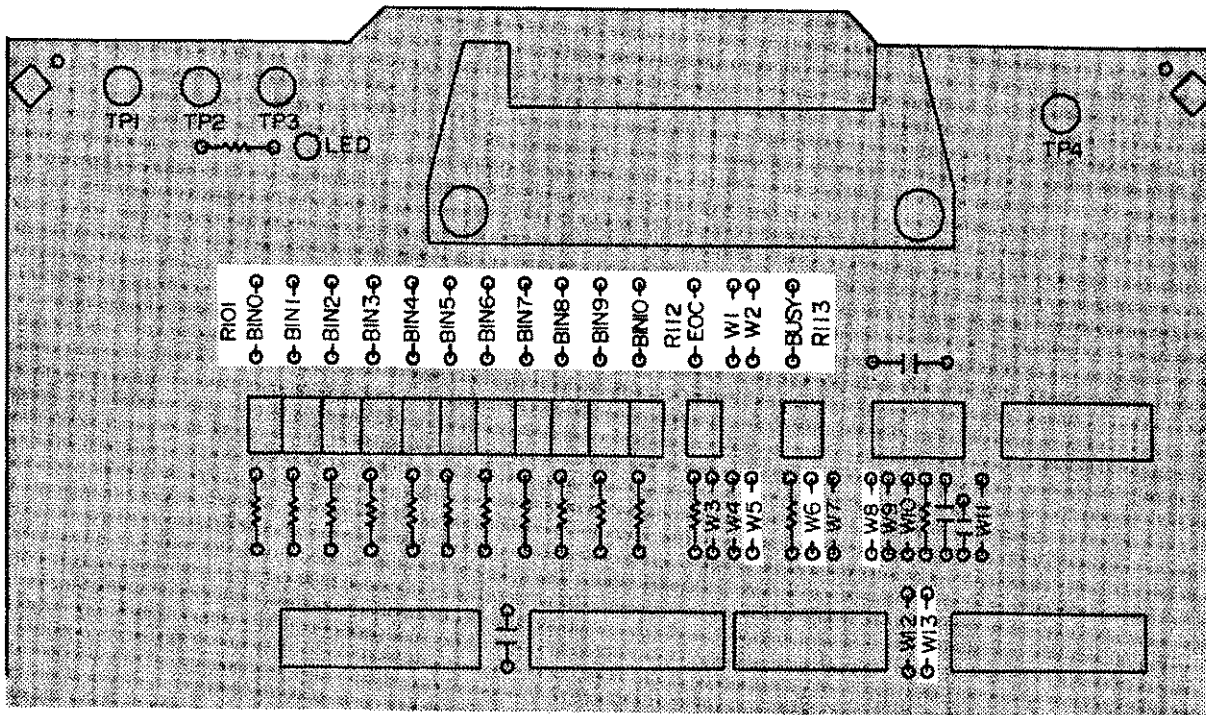 TP1 TP2 TP3
LED
TP4
R101
BIN0
BIN1
BIN2
BIN3
BIN4
BIN5
BIN6
BIN7
BIN8
BIN9
BIN10
R112
EOC
W1
W2
BUSY
R113
W3
W4
W5
W6
W7
W8
W9
W10
W11
W12
W13